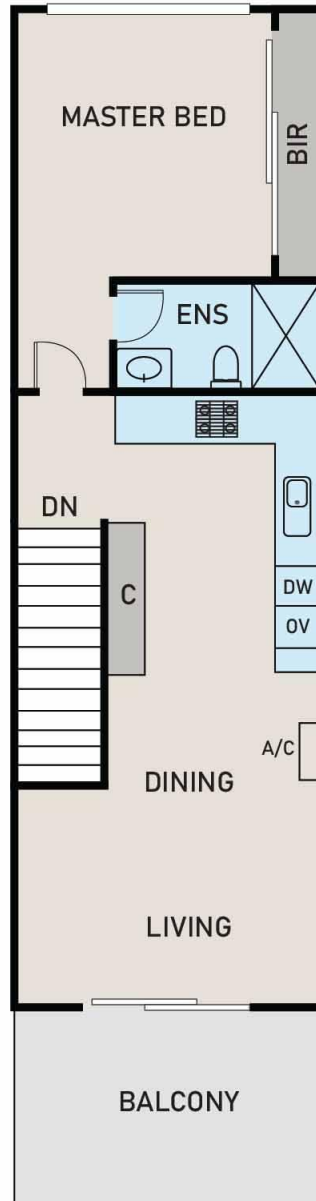 MASTER BED
BIR
ENS
DN
C
DW
OV
A/C
DINING
LIVING
BALCONY